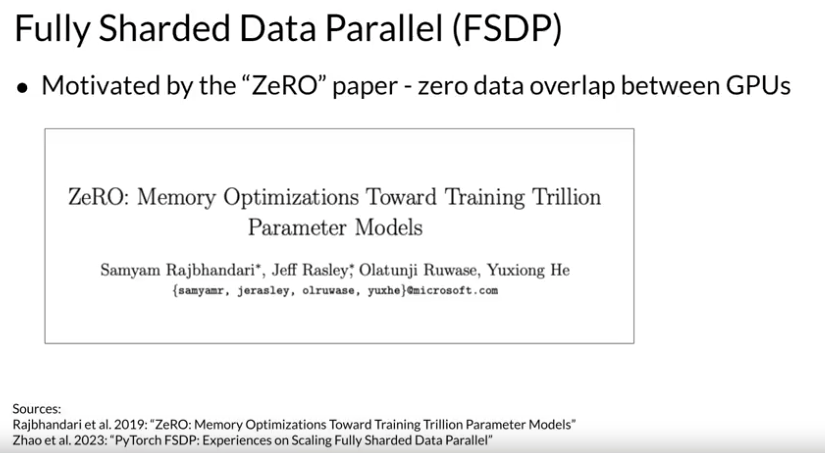 Fully Sharded Data Parallel (FSDP)
● Motivated by the “ZeRO” paper - zero data overlap between GPUs
ZeRO: Memory Optimizations Toward Training Trillion
Parameter Models
Samyam Rajbhandari*, Jeff Rasley*, Olatunji Ruwase, Yuxiong He
{samyamr, jerasley, olruwase, yuxhe}@microsoft.com
Sources:
Rajbhandari et al. 2019: “ZeRO: Memory Optimizations Toward Training Trillion Parameter Models”
Zhao et al. 2023: “PyTorch FSDP: Experiences on Scaling Fully Sharded Data Parallel”